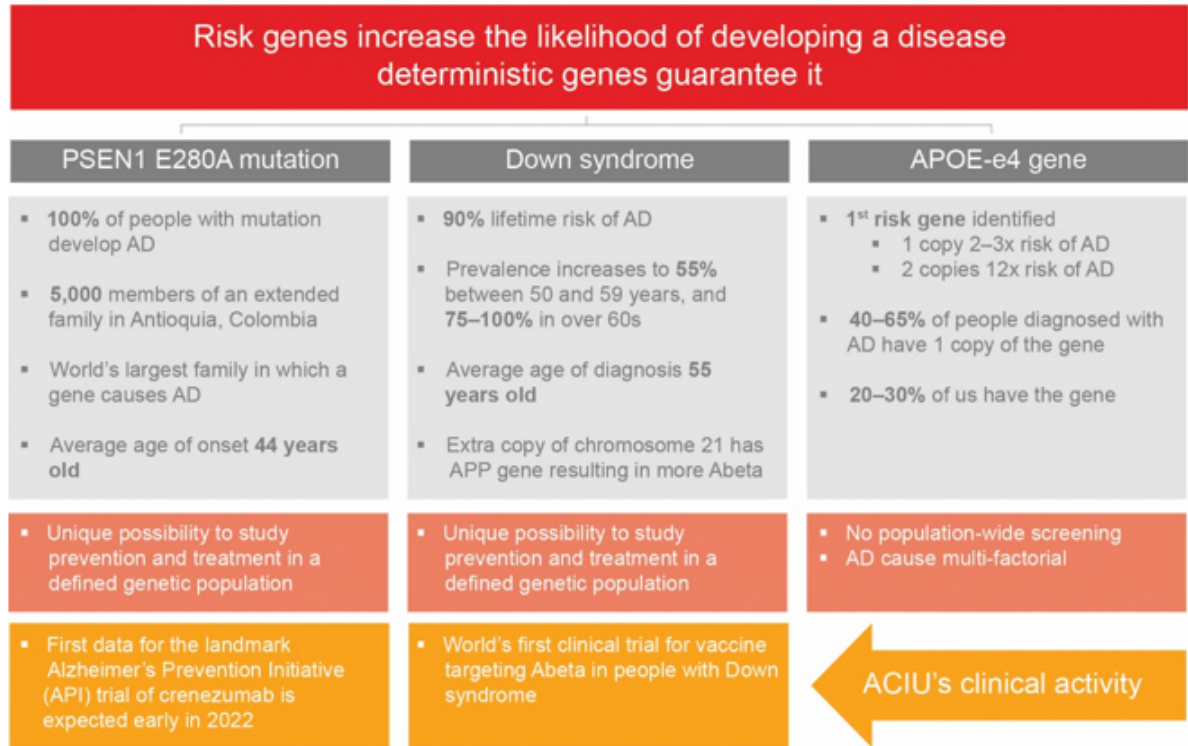 Risk genes increase the likelihood of developing a disease
deterministic genes guarantee it
PSEN1 E280A mutation
▪ 100% of people with mutation
develop AD
▪ 5,000 members of an extended
family in Antioquia, Colombia
▪ World's largest family in which a
gene causes AD
▪ Average age of onset 44 years
old
▪ Unique possibility to study
prevention and treatment in a
defined genetic population
▪ First data for the landmark
Alzheimer's Prevention Initiative
(API) trial of crenezumab is
expected early in 2022
Down syndrome
▪ 90% lifetime risk of AD
▪ Prevalence increases to 55%
between 50 and 59 years, and
75–100% in over 60s
▪ Average age of diagnosis 55
years old
▪ Extra copy of chromosome 21 has
APP gene resulting in more Abeta
▪ Unique possibility to study
prevention and treatment in a
defined genetic population
▪ World's first clinical trial for vaccine
targeting Abeta in people with Down
syndrome
APOE-e4 gene
▪ 1st risk gene identified
▪ 1 copy 2–3x risk of AD
▪ 2 copies 12x risk of AD
▪ 40–65% of people diagnosed with
AD have 1 copy of the gene
▪ 20–30% of us have the gene
▪ No population-wide screening
▪ AD cause multi-factorial
ACIU's clinical activity